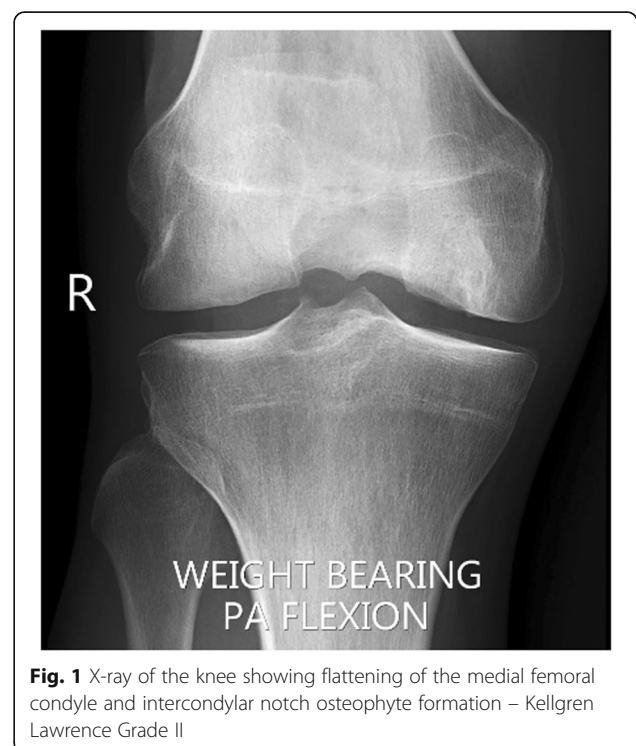 R
WEIGHT BEARING
PA FLEXION
Fig. 1 X-ray of the knee showing flattening of the medial femoral
condyle and intercondylar notch osteophyte formation – Kellgren
Lawrence Grade II